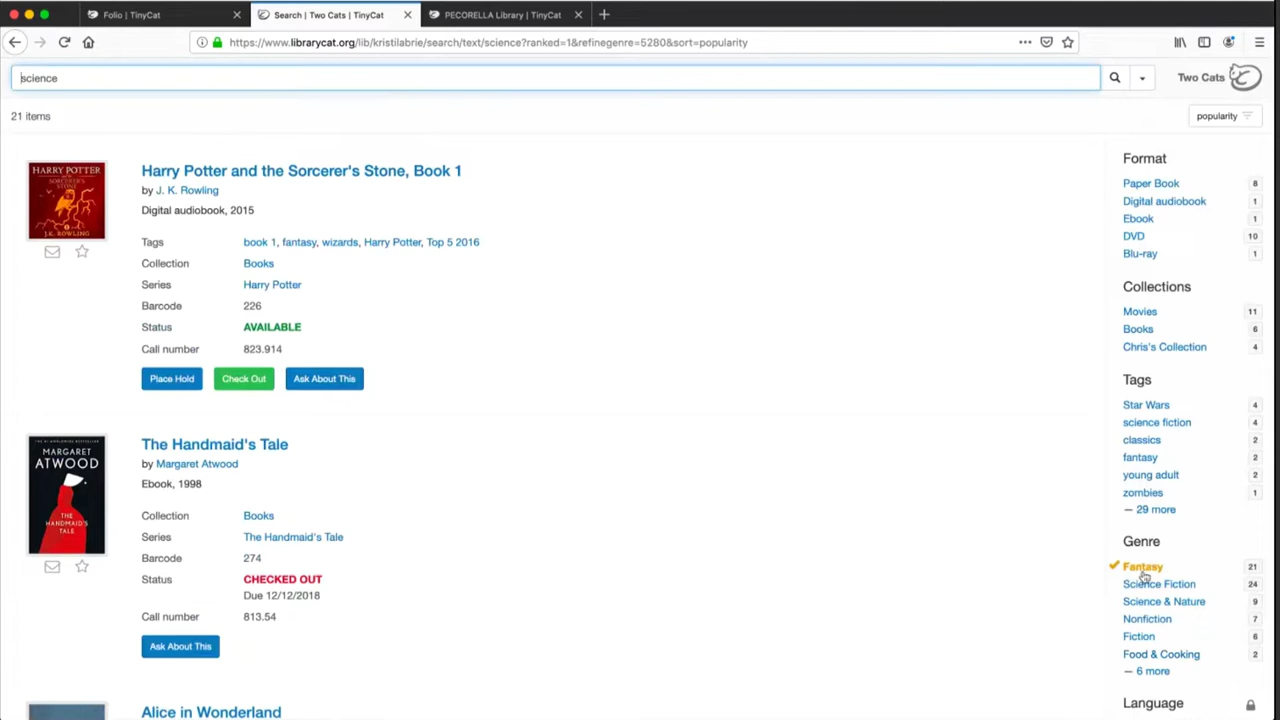 Folio | TinyCat
Search | Two Cats | TinyCat
PECORELLA Library | TinyCat
https://www.librarycat.org/lib/kristilabrie/search/text/science?ranked=1&refinegenre=5280&sort=popularity
science
Two Cats
21 items
popularity
HARRY POTTER
AND THE SORCERER'S STONE
J.K. ROWLING
Harry Potter and the Sorcerer's Stone, Book 1
by J. K. Rowling
Digital audiobook, 2015
Tags book 1, fantasy, wizards, Harry Potter, Top 5 2016
Collection Books
Series Harry Potter
Barcode 226
Status AVAILABLE
Call number 823.914
Place Hold Check Out Ask About This
MARGARET
ATWOOD
THE
HANDMAID'S
TALE
The Handmaid's Tale
by Margaret Atwood
Ebook, 1998
Collection Books
Series The Handmaid's Tale
Barcode 274
Status CHECKED OUT
Due 12/12/2018
Call number 813.54
Ask About This
Alice in Wonderland
Format
Paper Book 8
Digital audiobook 1
Ebook 1
DVD 10
Blu-ray 1
Collections
Movies 11
Books 6
Chris's Collection 4
Tags
Star Wars 4
science fiction 4
classics 2
fantasy 2
young adult 2
zombies 1
— 29 more
Genre
Fantasy 21
Science Fiction 24
Science & Nature 9
Nonfiction 7
Fiction 6
Food & Cooking 2
— 6 more
Language